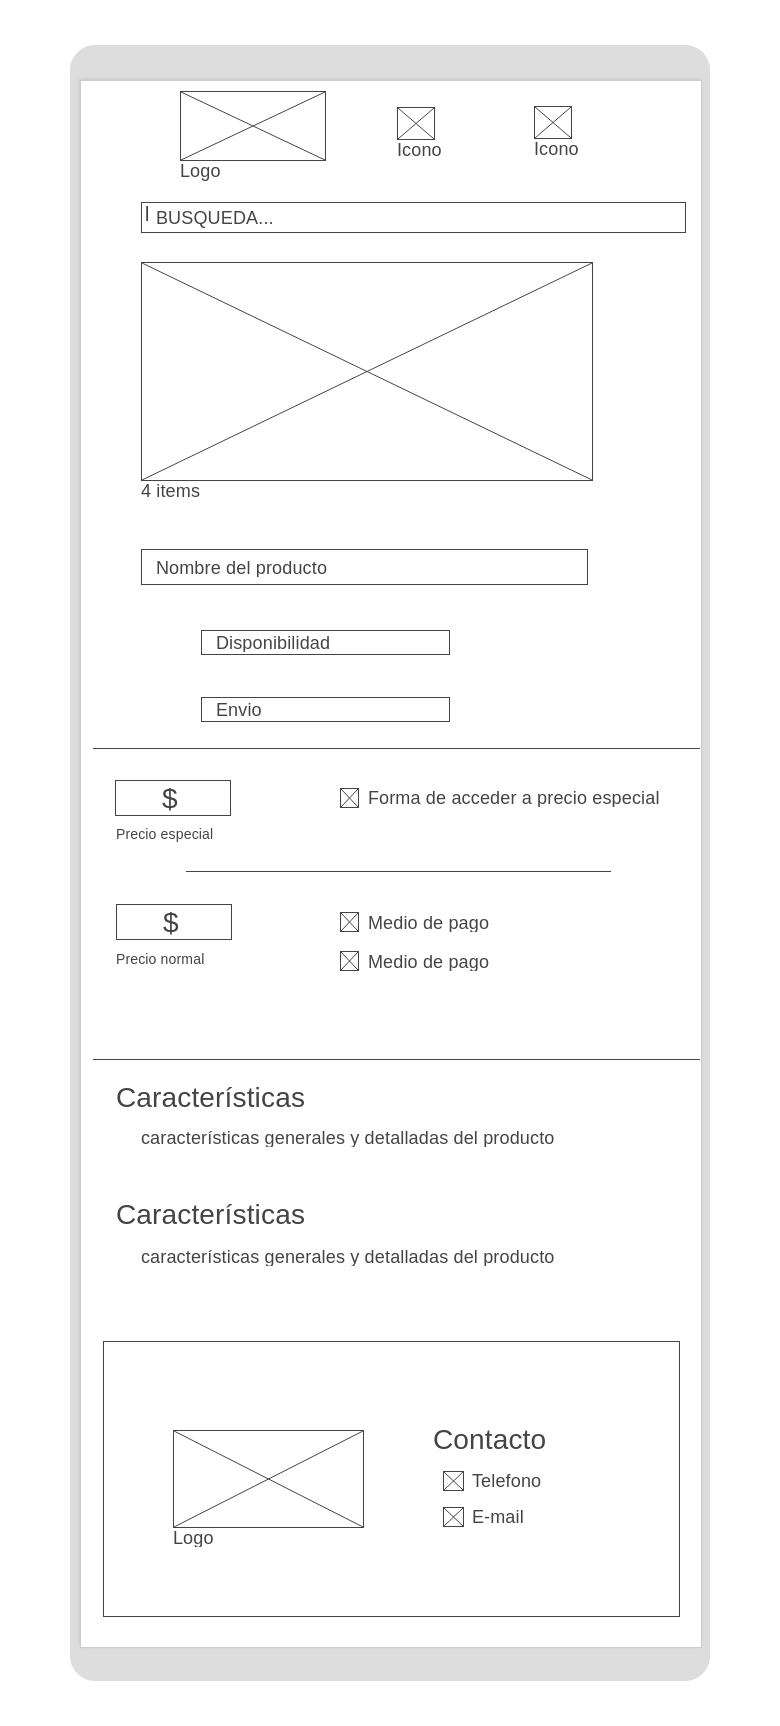 Logo
Icono
Icono
BUSQUEDA...
4 items
Nombre del producto
Disponibilidad
Envio
$
Forma de acceder a precio especial
Precio especial
$
Medio de pago
Precio normal
Medio de pago
Características
características generales y detalladas del producto
Características
características generales y detalladas del producto
Logo
Contacto
Telefono
E-mail